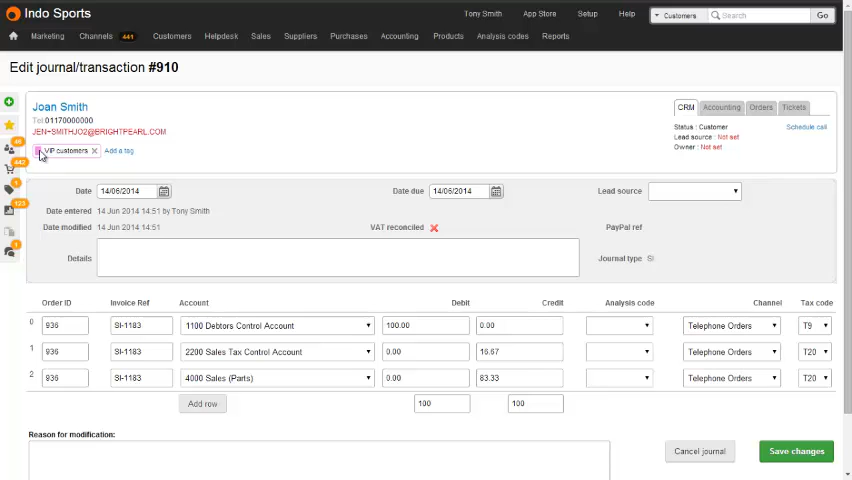 Indo Sports
Tony Smith App Store Setup Help Customers Search Go
Marketing Channels 441 Customers Helpdesk Sales Suppliers Purchases Accounting Products Analysis codes Reports
Edit journal/transaction #910
Joan Smith
Tel 01170000000
JEN+SMITHJO2@BRIGHTPEARL.COM
VIP customers Add a tag
CRM Accounting Orders Tickets
Status : Customer Schedule call
Lead source : Not set
Owner : Not set
46
442
1
123
1
Date 14/06/2014 Date due 14/06/2014 Lead source
Date entered 14 Jun 2014 14:51 by Tony Smith
Date modified 14 Jun 2014 14:51 VAT reconciled PayPal ref
Details Journal type SI
Order ID Invoice Ref Account Debit Credit Analysis code Channel Tax code
0 936 SI-1183 1100 Debtors Control Account 100.00 0.00 Telephone Orders T9
1 936 SI-1183 2200 Sales Tax Control Account 0.00 16.67 Telephone Orders T20
2 936 SI-1183 4000 Sales (Parts) 0.00 83.33 Telephone Orders T20
Add row 100 100
Reason for modification:
Cancel journal Save changes